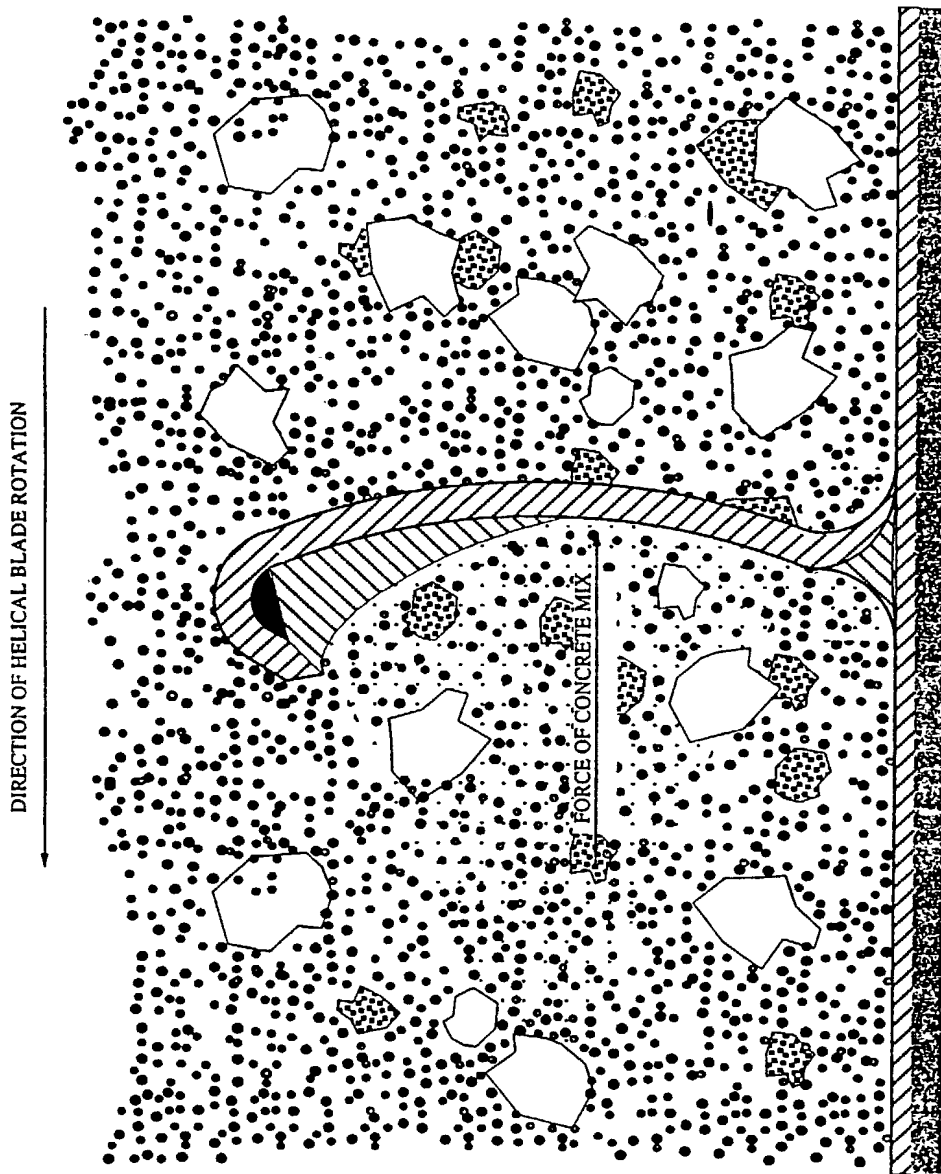 DIRECTION OF HELICAL BLADE ROTATION
FORCE OF CONCRETE MIX